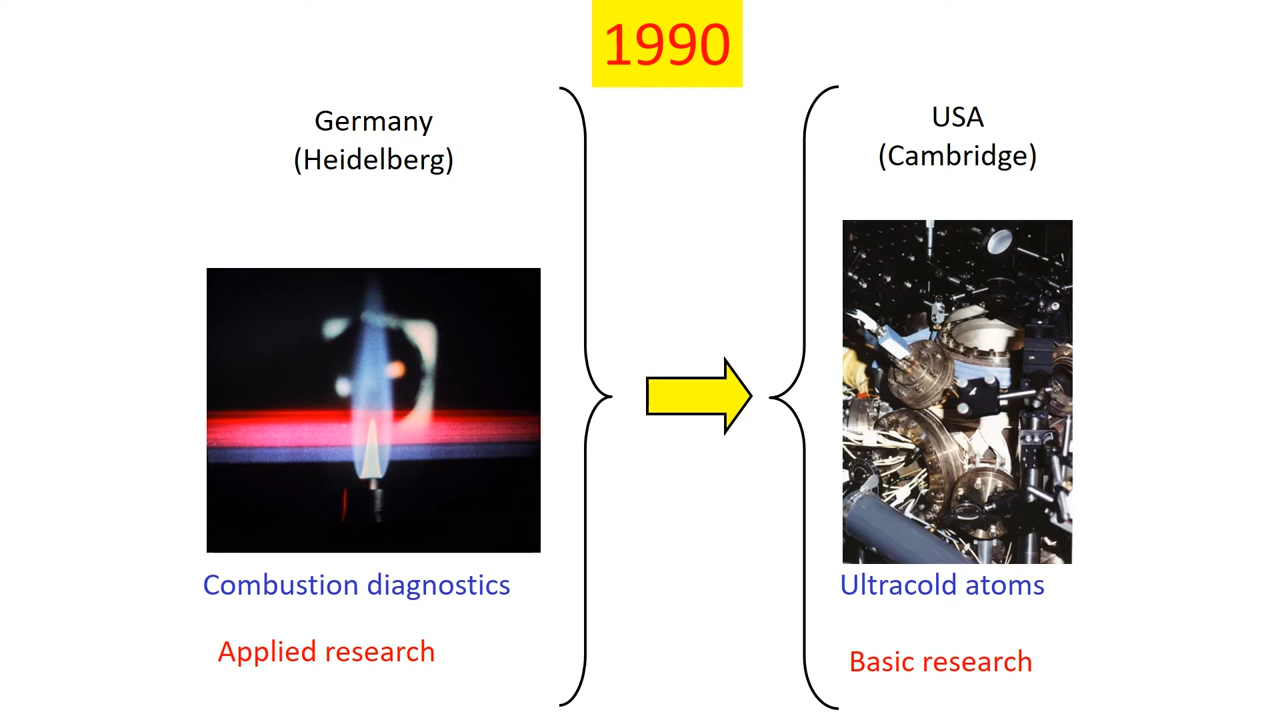 1990
Germany
(Heidelberg)
USA
(Cambridge)
Combustion diagnostics
Applied research
Ultracold atoms
Basic research